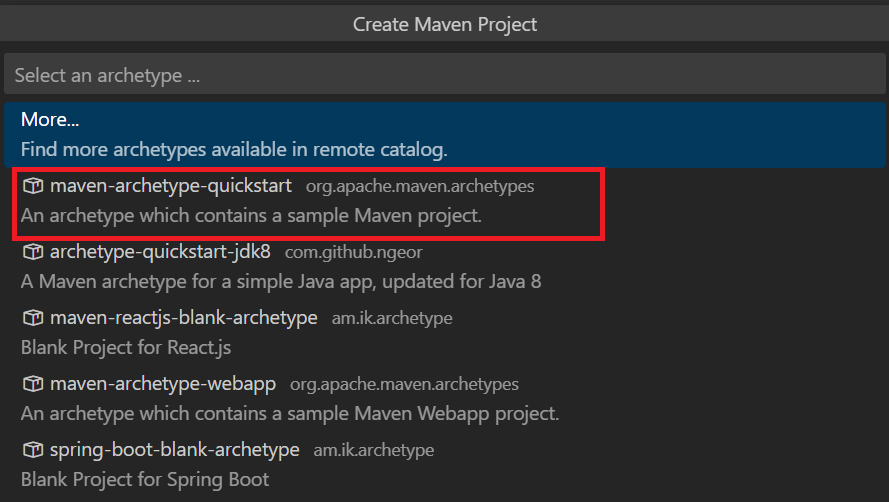 Create Maven Project
Select an archetype ...
More...
Find more archetypes available in remote catalog.
maven-archetype-quickstart org.apache.maven.archetypes
An archetype which contains a sample Maven project.
archetype-quickstart-jdk8 com.github.ngeor
A Maven archetype for a simple Java app, updated for Java 8
maven-reactjs-blank-archetype am.ik.archetype
Blank Project for React.js
maven-archetype-webapp org.apache.maven.archetypes
An archetype which contains a sample Maven Webapp project.
spring-boot-blank-archetype am.ik.archetype
Blank Project for Spring Boot